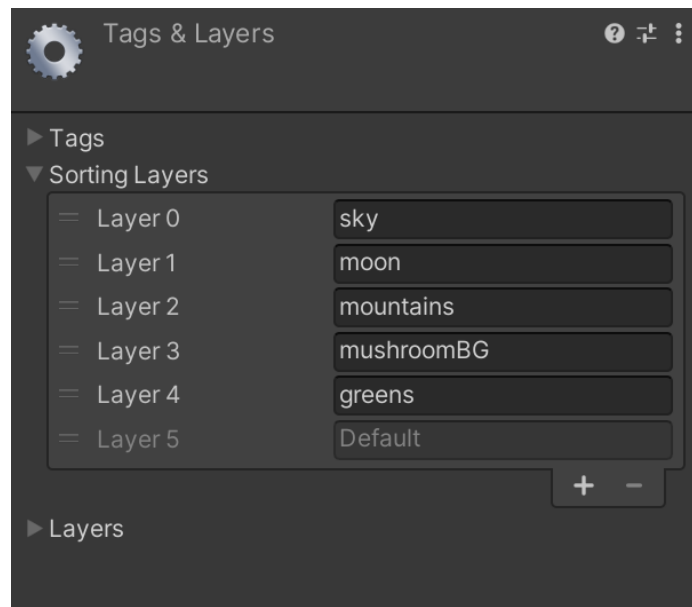 Tags & Layers
Tags
Sorting Layers
Layer 0 sky
Layer 1 moon
Layer 2 mountains
Layer 3 mushroomBG
Layer 4 greens
Layer 5 Default
Layers